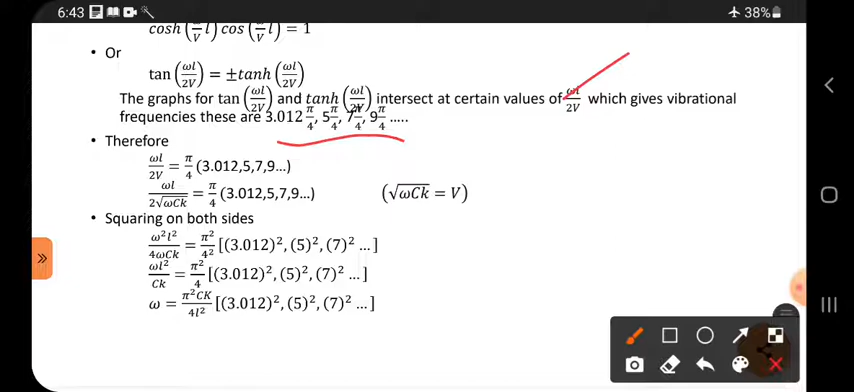 6:43
38%
cosh(ω/V l) cos(ω/V l) = 1
• Or
tan(ωl/2V) = ±tanh(ωl/2V)
The graphs for tan(ωl/2V) and tanh(ωl/2V) intersect at certain values of ωl/2V which gives vibrational
frequencies these are 3.012 π/4, 5 π/4, 7 π/4, 9 π/4 .....
• Therefore
ωl/2V = π/4 (3.012,5,7,9...)
ωl/2√ωCk = π/4 (3.012,5,7,9...) (√ωCk = V)
• Squaring on both sides
ω²l²/4ωCk = π²/4² [(3.012)², (5)², (7)² ...]
ωl²/Ck = π²/4 [(3.012)², (5)², (7)² ...]
ω = π²CK/4l² [(3.012)², (5)², (7)² ...]